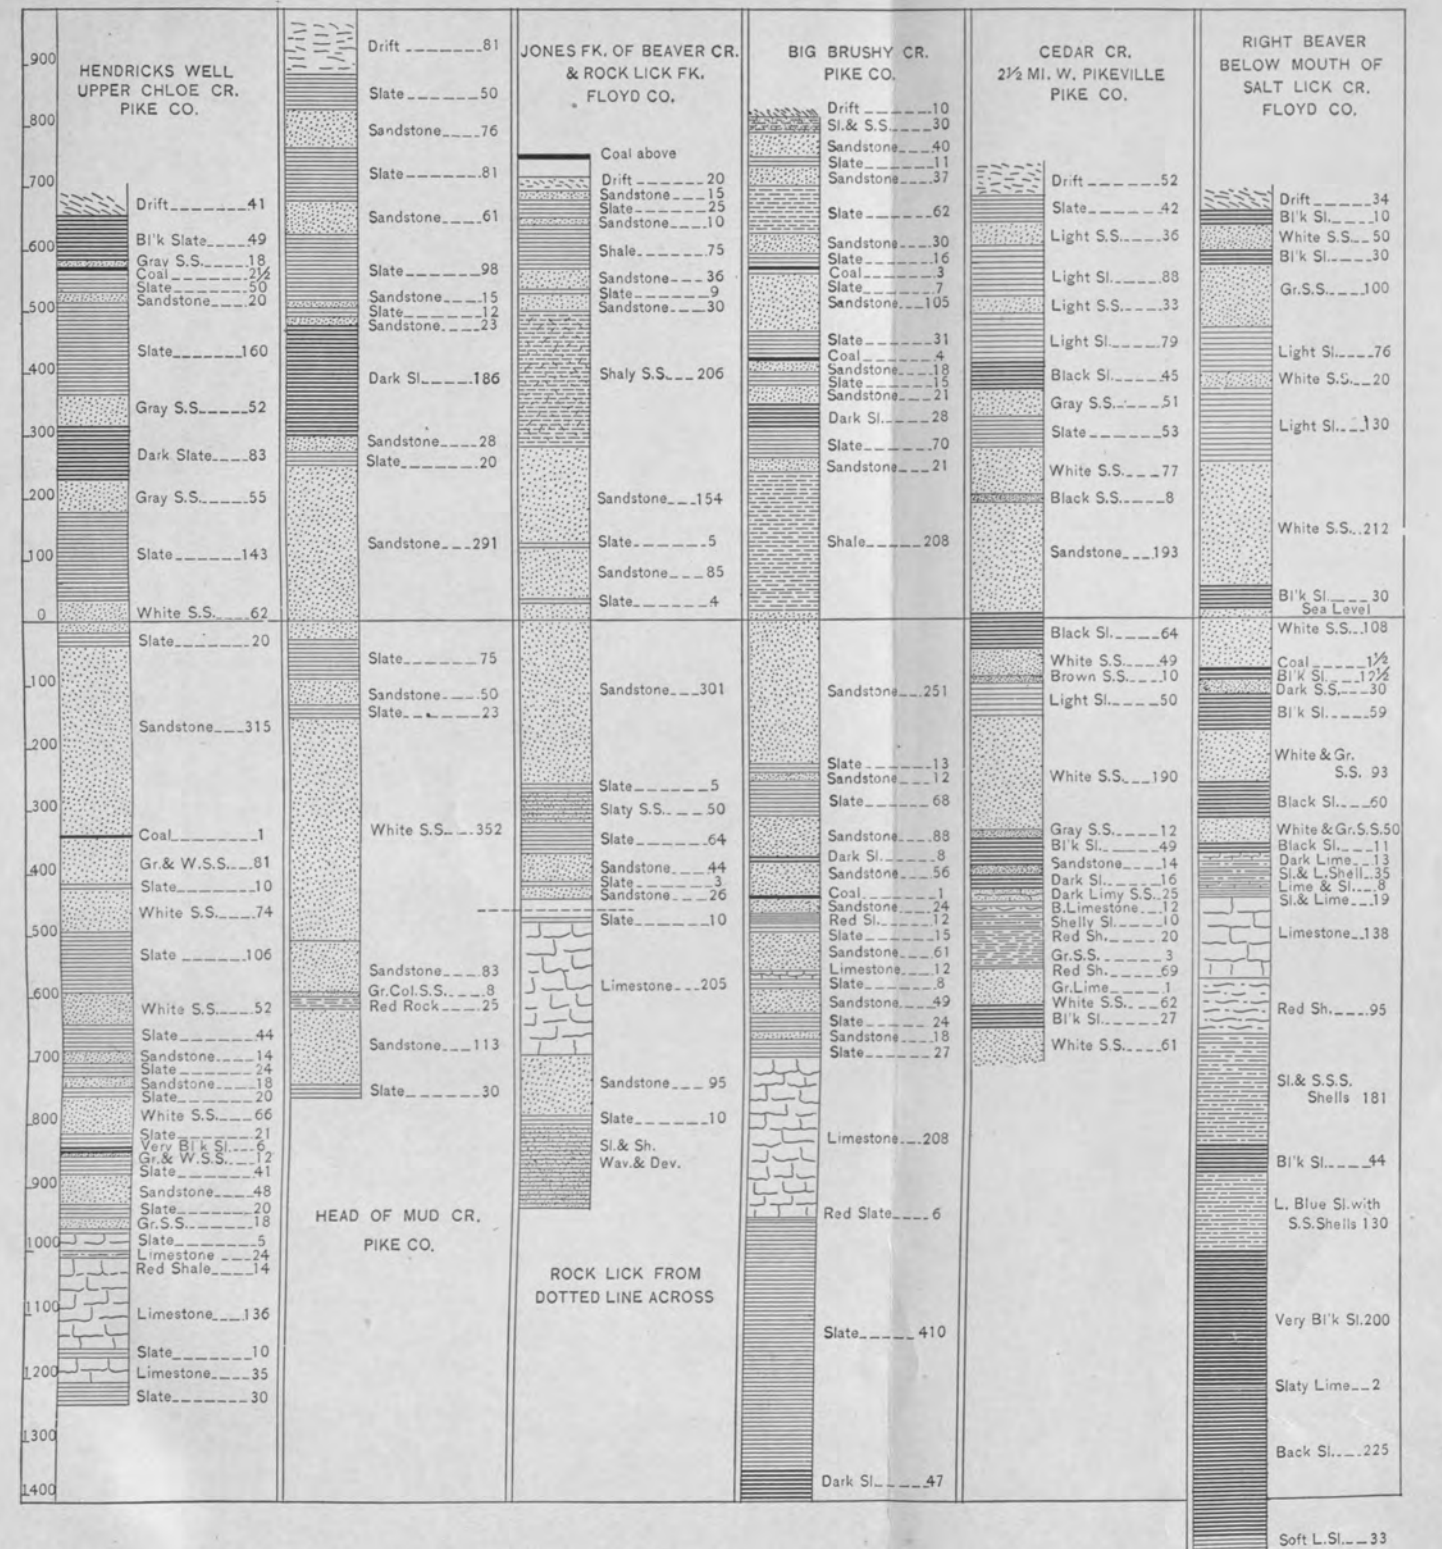 900
800
700
600
500
400
300
200
100
0
100
200
300
400
500
600
700
800
900
1000
1100
1200
1300
1400
HENDRICKS WELL
UPPER CHLOE CR.
PIKE CO.
Drift 41
Bl'k Slate 49
Gray S.S. 18
Coal 2½
Slate 50
Sandstone 20
Slate 160
Gray S.S. 52
Dark Slate 83
Gray S.S. 55
Slate 143
White S.S. 62
Slate 20
Sandstone 315
Coal 1
Gr.& W.S.S. 81
Slate 10
White S.S. 74
Slate 106
White S.S. 52
Slate 44
Sandstone 14
Slate 24
Sandstone 18
Slate 20
White S.S. 66
Slate 21
Very Bl'k Sl. 6
Gr.& W.S.S. 12
Slate 41
Sandstone 48
Slate 20
Gr.S.S. 18
Slate 5
Limestone 24
Red Shale 14
Limestone 136
Slate 10
Limestone 35
Slate 30
Drift 81
Slate 50
Sandstone 76
Slate 81
Sandstone 61
Slate 98
Sandstone 15
Slate 12
Sandstone 23
Dark Sl. 186
Sandstone 28
Slate 20
Sandstone 291
Slate 75
Sandstone 50
Slate 23
White S.S. 352
Sandstone 83
Gr.Col.S.S. 8
Red Rock 25
Sandstone 113
Slate 30
HEAD OF MUD CR.
PIKE CO.
JONES FK. OF BEAVER CR.
& ROCK LICK FK.
FLOYD CO.
Coal above
Drift 20
Sandstone 15
Slate 25
Sandstone 10
Shale 75
Sandstone 36
Slate 9
Sandstone 30
Shaly S.S. 206
Sandstone 154
Slate 5
Sandstone 85
Slate 4
Sandstone 301
Slate 5
Slaty S.S. 50
Slate 64
Sandstone 44
Slate 3
Sandstone 26
Slate 10
Limestone 205
Sandstone 95
Slate 10
Sl.& Sh.
Wav.& Dev.
ROCK LICK FROM
DOTTED LINE ACROSS
BIG BRUSHY CR.
PIKE CO.
Drift 10
Sl.& S.S. 30
Sandstone 40
Slate 11
Sandstone 37
Slate 62
Sandstone 30
Slate 16
Coal 3
Slate 7
Sandstone 105
Slate 31
Coal 4
Sandstone 18
Slate 15
Sandstone 21
Dark Sl. 28
Slate 70
Sandstone 21
Shale 208
Sandstone 251
Slate 13
Sandstone 12
Slate 68
Sandstone 88
Dark Sl. 8
Sandstone 56
Coal 1
Sandstone 24
Red Sl. 12
Slate 15
Sandstone 61
Limestone 12
Slate 8
Sandstone 49
Slate 24
Sandstone 18
Slate 27
Limestone 208
Red Slate 6
Slate 410
Dark Sl. 47
CEDAR CR.
2½ MI. W. PIKEVILLE
PIKE CO.
Drift 52
Slate 42
Light S.S. 36
Light Sl. 88
Light S.S. 33
Light Sl. 79
Black Sl. 45
Gray S.S. 51
Slate 53
White S.S. 77
Black S.S. 8
Sandstone 193
Black Sl. 64
White S.S. 49
Brown S.S. 10
Light Sl. 50
White S.S. 190
Gray S.S. 12
Bl'k Sl. 49
Sandstone 14
Dark Sl. 16
Dark Limy S.S. 25
B.Limestone 12
Shelly Sl. 10
Red Sh. 20
Gr.S.S. 3
Red Sh. 69
Gr.Lime 1
White S.S. 62
Bl'k Sl. 27
White S.S. 61
RIGHT BEAVER
BELOW MOUTH OF
SALT LICK CR.
FLOYD CO.
Drift 34
Bl'k Sl. 10
White S.S. 50
Bl'k Sl. 30
Gr.S.S. 100
Light Sl. 76
White S.S. 20
Light Sl. 130
White S.S. 212
Bl'k Sl. 30
Sea Level
White S.S. 108
Coal 1½
Bl'k Sl. 12½
Dark S.S. 30
Bl'k Sl. 59
White & Gr.
S.S. 93
Black Sl. 60
White & Gr.S.S.50
Black Sl. 11
Dark Lime 13
Sl.& L.Shell 35
Lime & Sl. 8
Sl.& Lime 19
Limestone 138
Red Sh. 95
Sl.& S.S.S.
Shells 181
Bl'k Sl. 44
L. Blue Sl.with
S.S.Shells 130
Very Bl'k Sl.200
Slaty Lime 2
Back Sl. 225
Soft L.Sl. 33